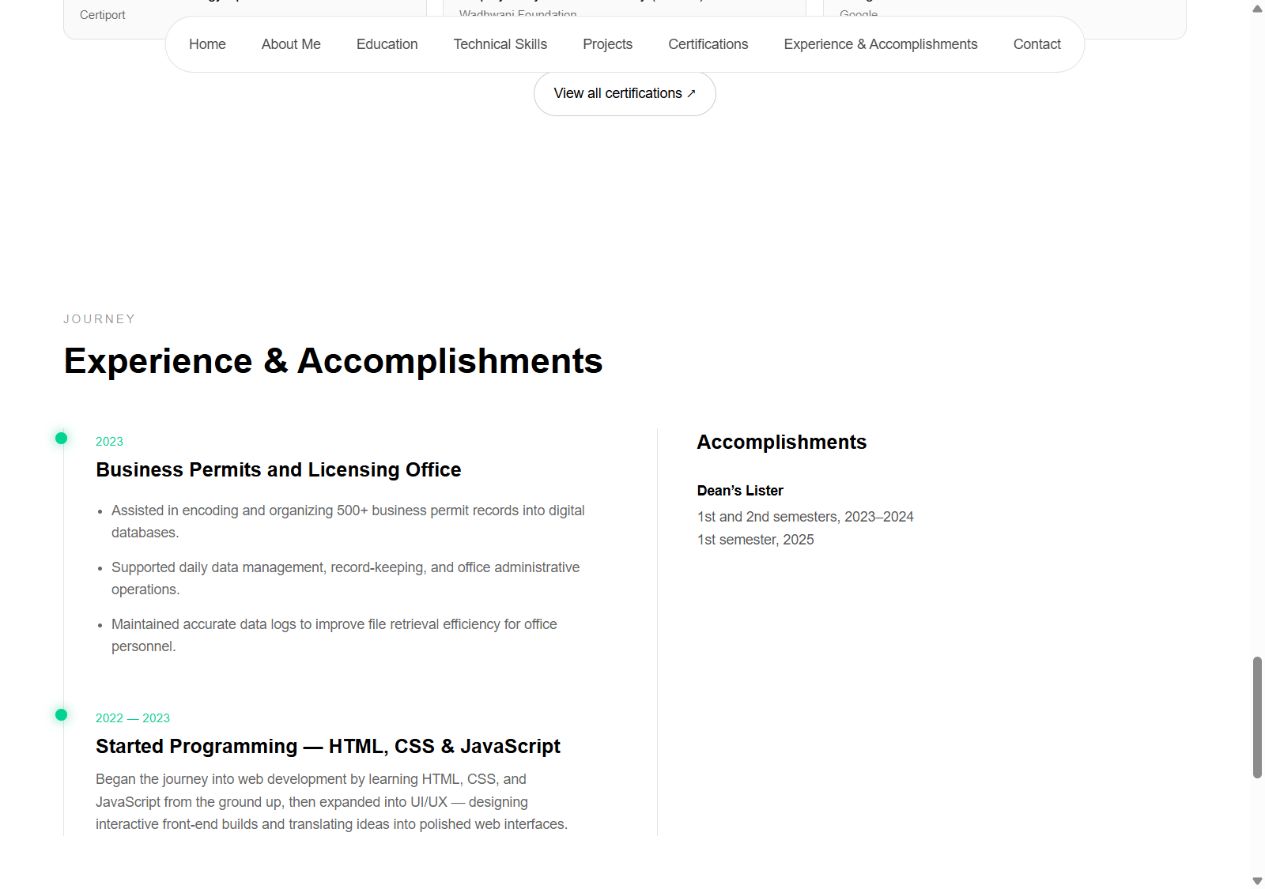 Certiport
Wadhwani Foundation
Google
Home
About Me
Education
Technical Skills
Projects
Certifications
Experience & Accomplishments
Contact
View all certifications ↗
JOURNEY
Experience & Accomplishments
2023
Business Permits and Licensing Office
• Assisted in encoding and organizing 500+ business permit records into digital
databases.
• Supported daily data management, record-keeping, and office administrative
operations.
• Maintained accurate data logs to improve file retrieval efficiency for office
personnel.
2022 — 2023
Started Programming — HTML, CSS & JavaScript
Began the journey into web development by learning HTML, CSS, and
JavaScript from the ground up, then expanded into UI/UX — designing
interactive front-end builds and translating ideas into polished web interfaces.
Accomplishments
Dean’s Lister
1st and 2nd semesters, 2023–2024
1st semester, 2025